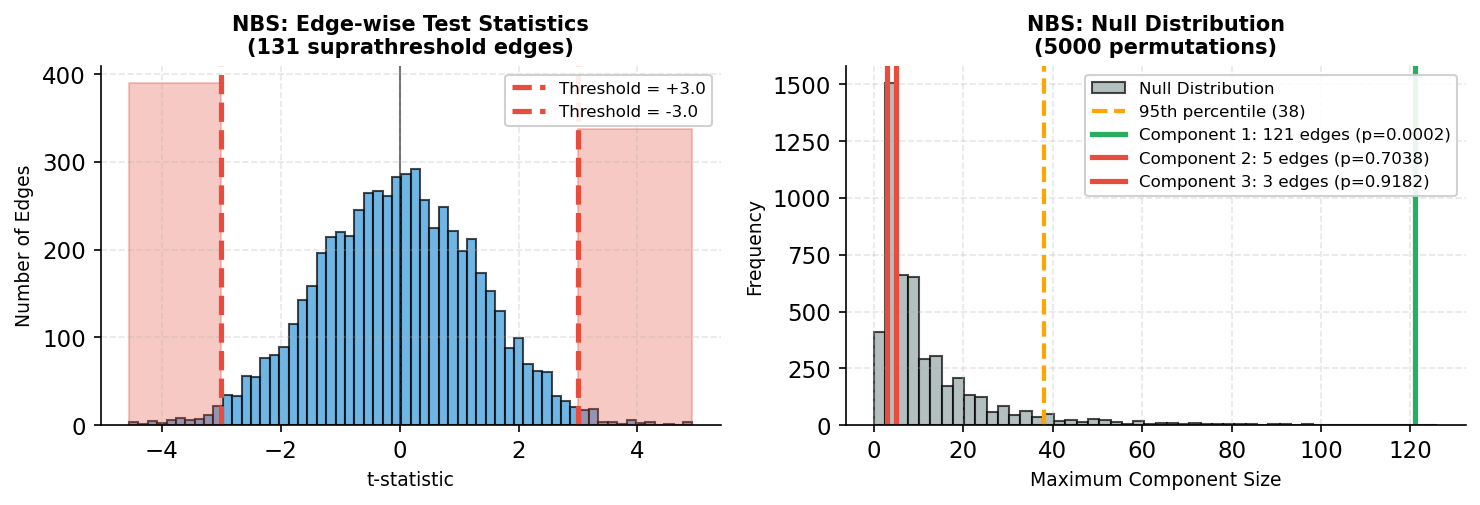 NBS: Edge-wise Test Statistics
(131 suprathreshold edges)
400
300
200
100
0
Number of Edges
−4
−2
0
2
4
t-statistic
Threshold = +3.0
Threshold = -3.0
NBS: Null Distribution
(5000 permutations)
1500
1250
1000
750
500
250
0
Frequency
0
20
40
60
80
100
120
Maximum Component Size
Null Distribution
95th percentile (38)
Component 1: 121 edges (p=0.0002)
Component 2: 5 edges (p=0.7038)
Component 3: 3 edges (p=0.9182)